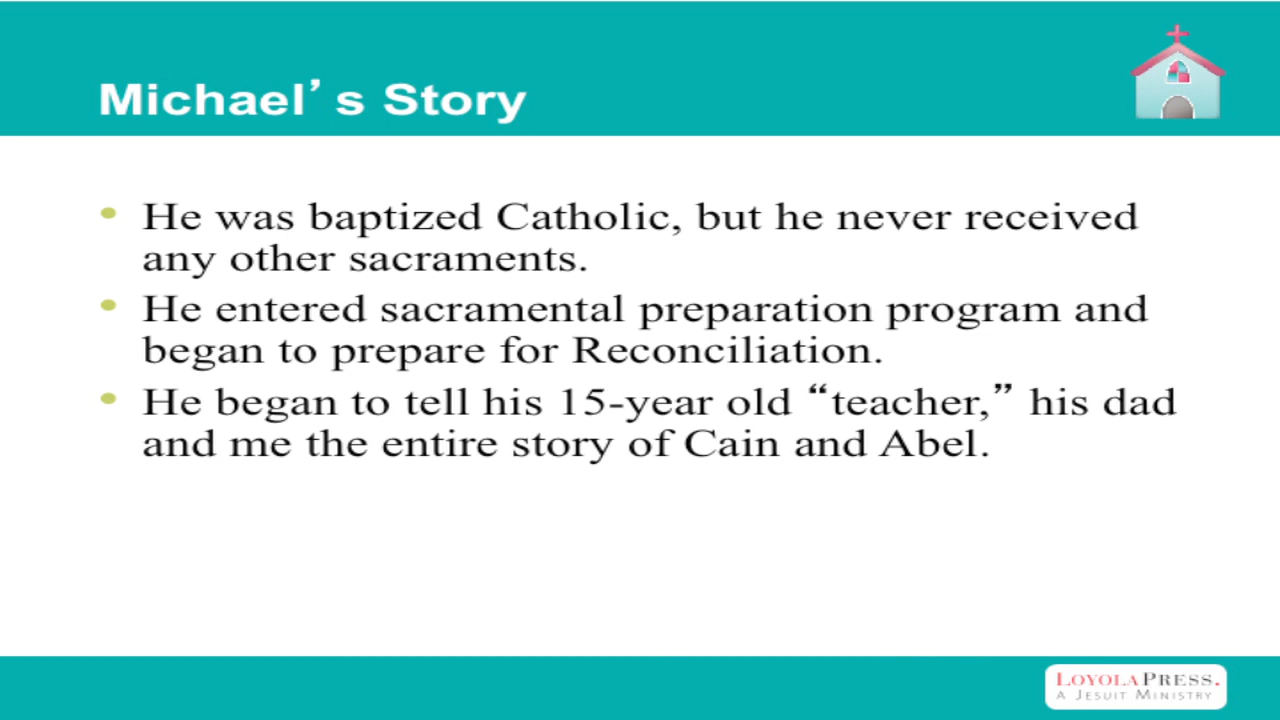 Michael’s Story
• He was baptized Catholic, but he never received
any other sacraments.
• He entered sacramental preparation program and
began to prepare for Reconciliation.
• He began to tell his 15-year old “teacher,” his dad
and me the entire story of Cain and Abel.
LOYOLAPRESS.
A JESUIT MINISTRY